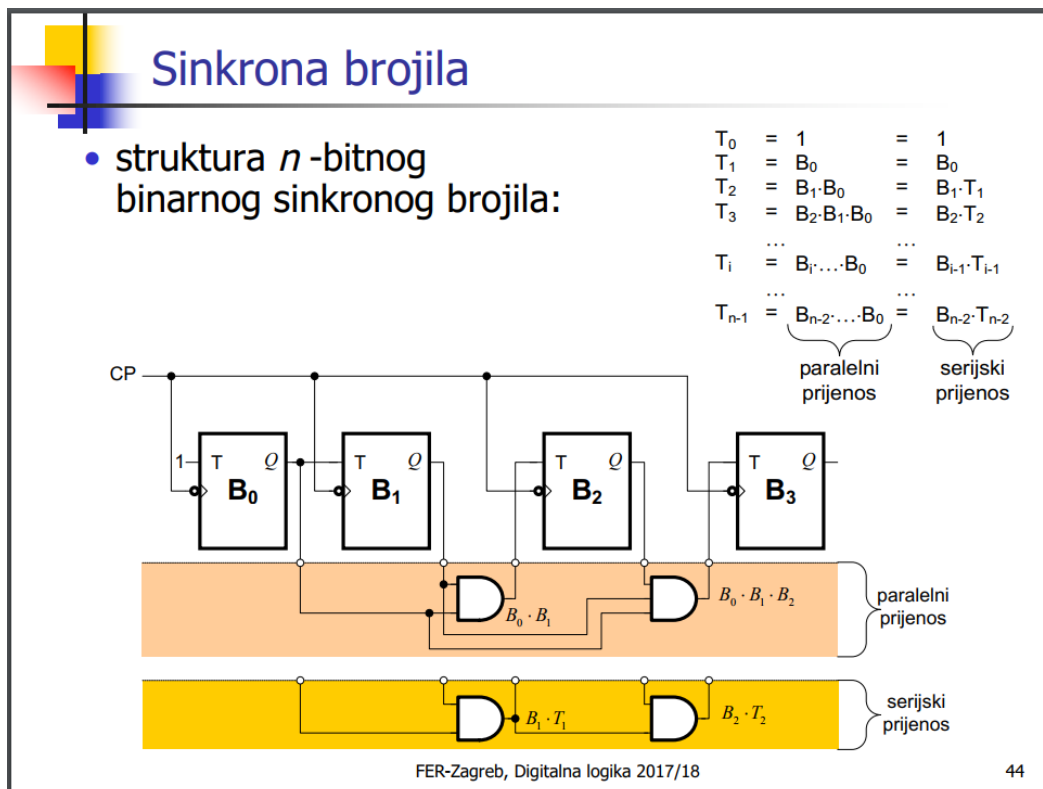 Sinkrona brojila
• struktura n -bitnog
binarnog sinkronog brojila:
T₀ = 1 = 1
T₁ = B₀ = B₀
T₂ = B₁·B₀ = B₁·T₁
T₃ = B₂·B₁·B₀ = B₂·T₂
... ...
Tᵢ = Bᵢ·…·B₀ = Bᵢ₋₁·Tᵢ₋₁
... ...
Tₙ₋₁ = Bₙ₋₂·…·B₀ = Bₙ₋₂·Tₙ₋₂
paralelni prijenos
serijski prijenos
CP
1 T Q B₀
T Q B₁
T Q B₂
T Q B₃
B₀ · B₁
B₀ · B₁ · B₂
paralelni
prijenos
B₁ · T₁
B₂ · T₂
serijski
prijenos
FER-Zagreb, Digitalna logika 2017/18 44